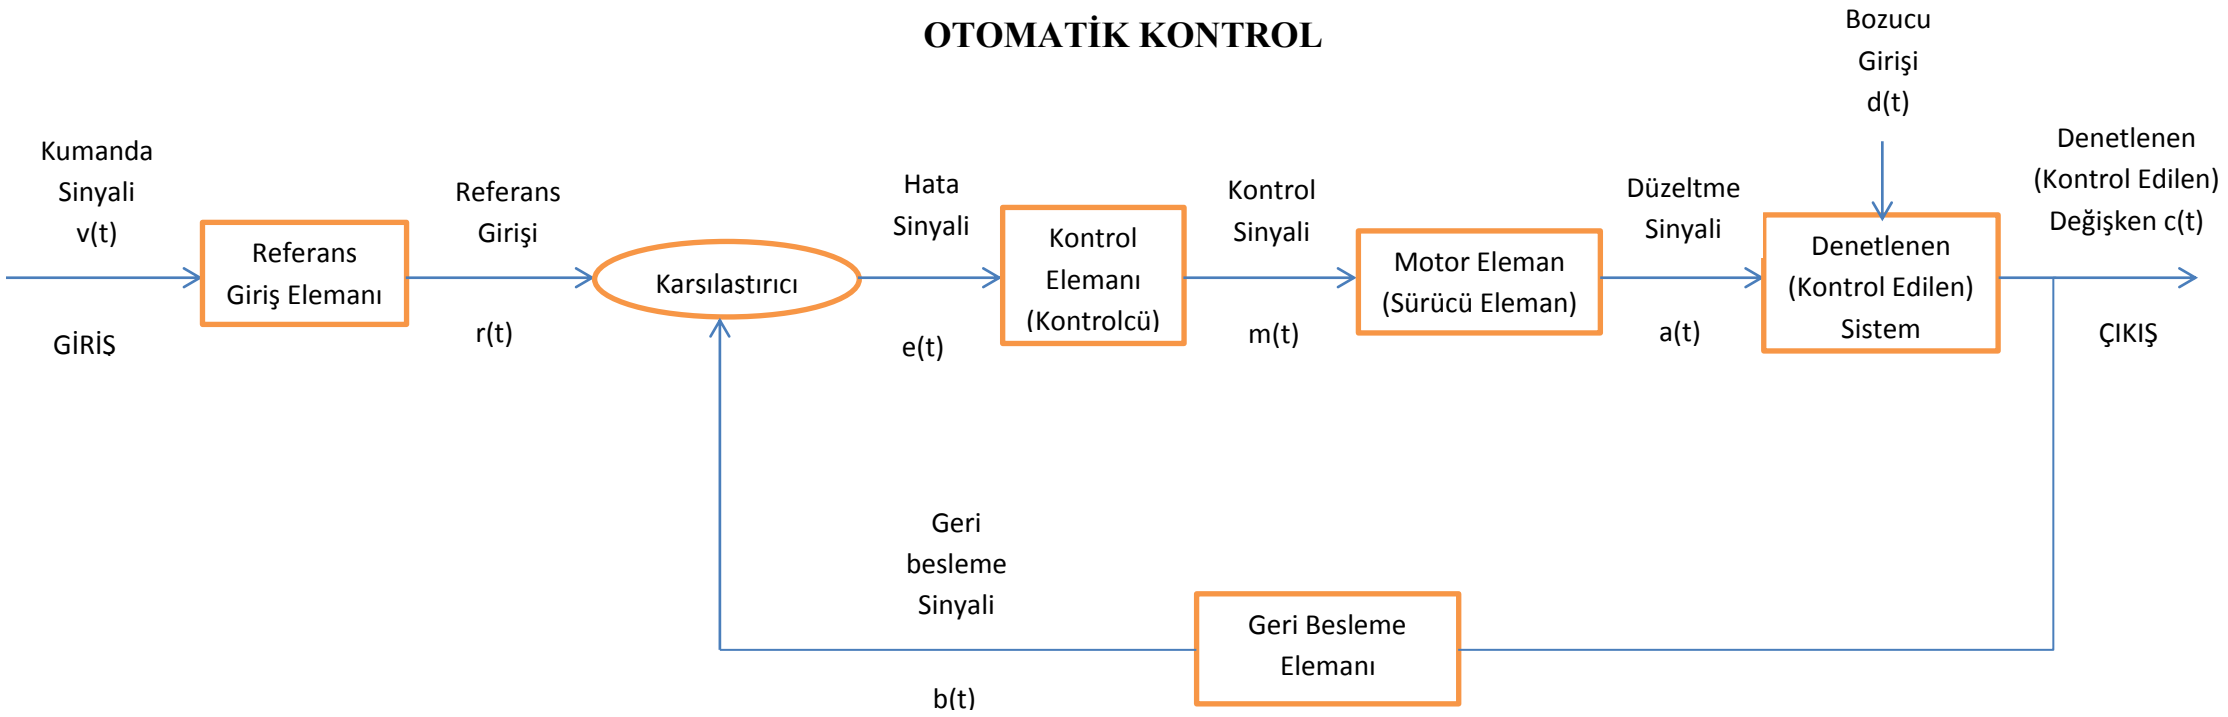 OTOMATİK KONTROL
Bozucu
Girişi
d(t)
Kumanda
Sinyali
v(t)
GİRİŞ
Referans
Giriş Elemanı
Referans
Girişi
r(t)
Karsılastırıcı
Hata
Sinyali
e(t)
Kontrol
Elemanı
(Kontrolcü)
Kontrol
Sinyali
m(t)
Motor Eleman
(Sürücü Eleman)
Düzeltme
Sinyali
a(t)
Denetlenen
(Kontrol Edilen)
Sistem
Denetlenen
(Kontrol Edilen)
Değişken c(t)
ÇIKIŞ
Geri
besleme
Sinyali
b(t)
Geri Besleme
Elemanı